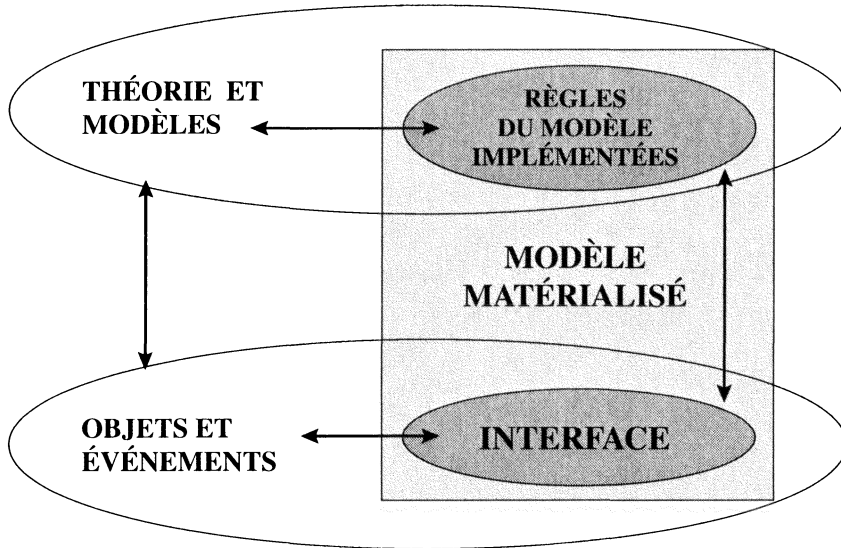 THÉORIE ET
MODÈLES
RÈGLES
DU MODÈLE
IMPLÉMENTÉES
MODÈLE
MATÉRIALISÉ
OBJETS ET
ÉVÉNEMENTS
INTERFACE